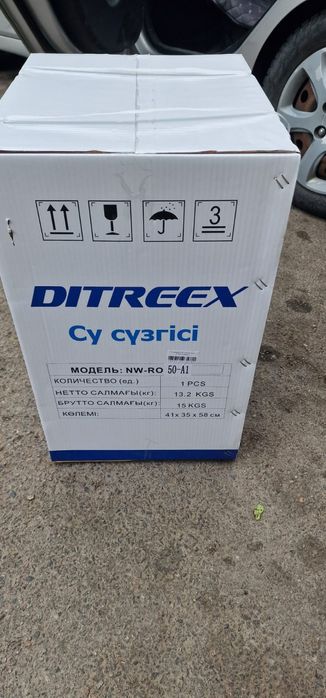 3
DITREEX
Су сүзгісі
МОДЕЛЬ: NW-RO 50-A1
КОЛИЧЕСТВО (ед.) 1 PCS
НЕТТО САЛМАҒЫ(кг): 13.2 KGS
БРУТТО САЛМАҒЫ(кг): 15 KGS
КӨЛЕМІ: 41x 35 x 58 см